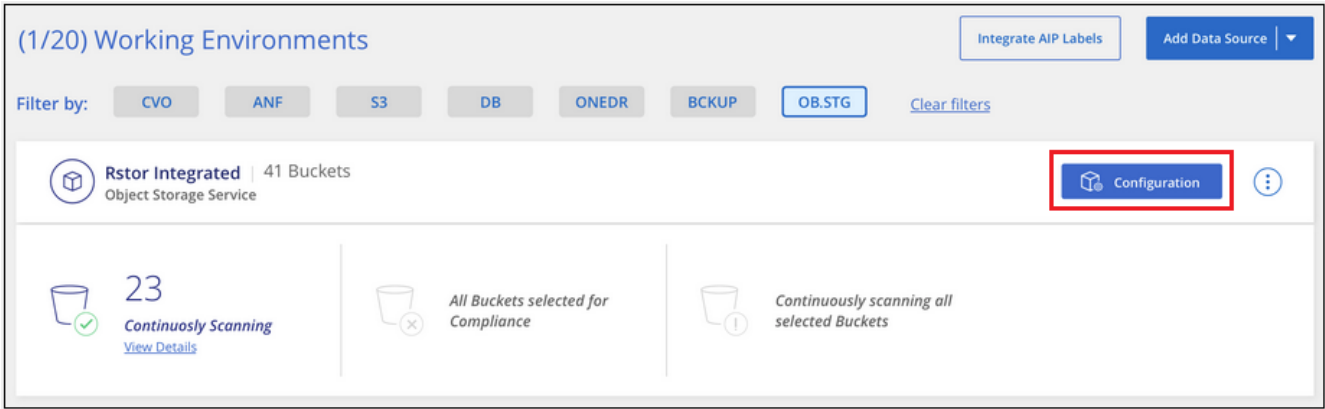 (1/20) Working Environments
Integrate AIP Labels
Add Data Source
Filter by:
CVO
ANF
S3
DB
ONEDR
BCKUP
OB.STG
Clear filters
Rstor Integrated | 41 Buckets
Object Storage Service
Configuration
23
Continuosly Scanning
View Details
All Buckets selected for
Compliance
Continuously scanning all
selected Buckets